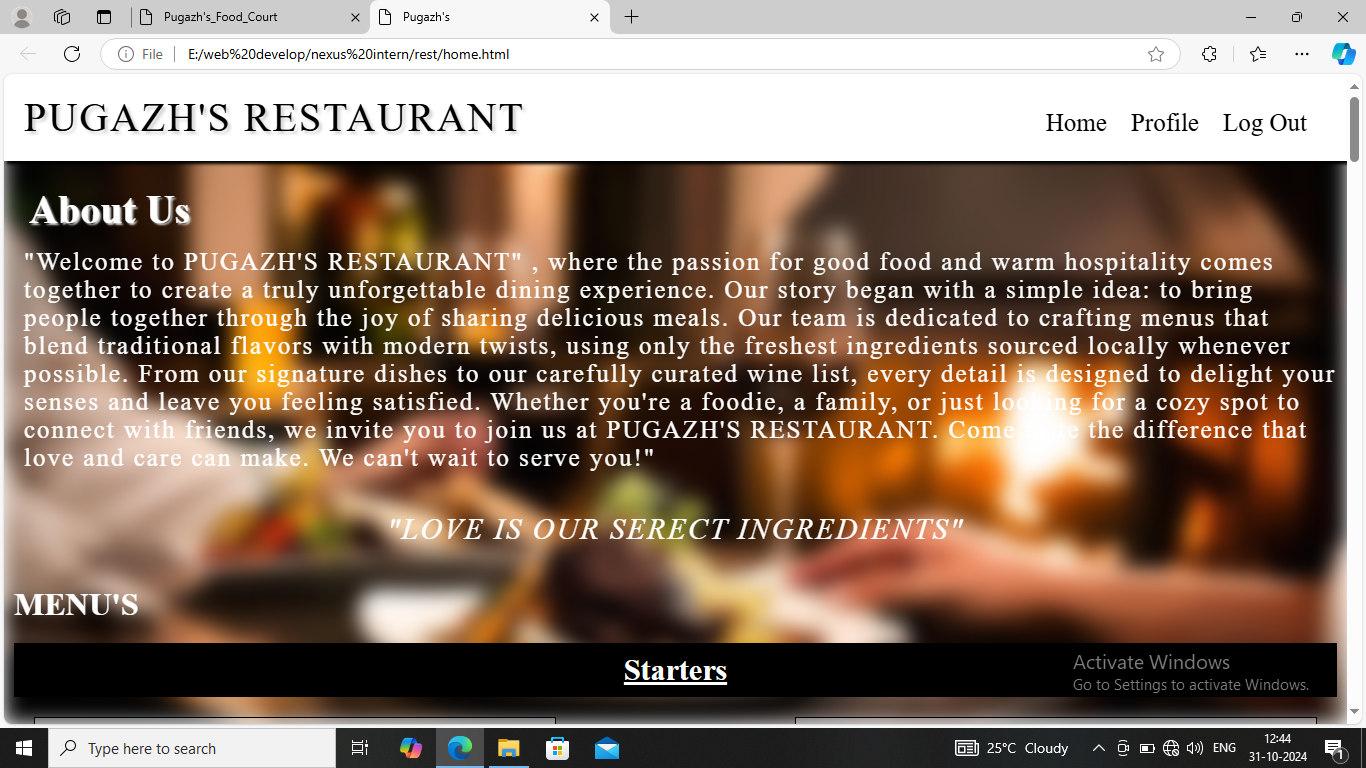 Pugazh's_Food_Court
Pugazh's
File
E:/web%20develop/nexus%20intern/rest/home.html
PUGAZH'S RESTAURANT
Home Profile Log Out
About Us
"Welcome to PUGAZH'S RESTAURANT" , where the passion for good food and warm hospitality comes
together to create a truly unforgettable dining experience. Our story began with a simple idea: to bring
people together through the joy of sharing delicious meals. Our team is dedicated to crafting menus that
blend traditional flavors with modern twists, using only the freshest ingredients sourced locally whenever
possible. From our signature dishes to our carefully curated wine list, every detail is designed to delight your
senses and leave you feeling satisfied. Whether you're a foodie, a family, or just looking for a cozy spot to
connect with friends, we invite you to join us at PUGAZH'S RESTAURANT. Come the difference that
love and care can make. We can't wait to serve you!"
"LOVE IS OUR SERECT INGREDIENTS"
MENU'S
Starters
Activate Windows
Go to Settings to activate Windows.
Type here to search
25°C Cloudy
ENG
12:44
31-10-2024
1